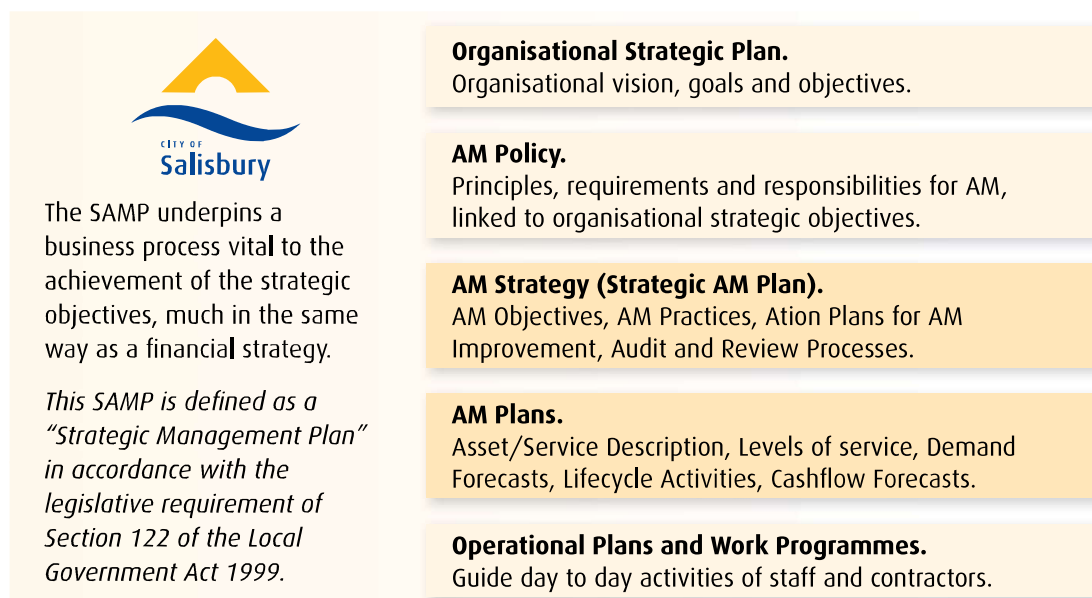 CITY OF
Salisbury
The SAMP underpins a
business process vital to the
achievement of the strategic
objectives, much in the same
way as a financial strategy.
This SAMP is defined as a
“Strategic Management Plan”
in accordance with the
legislative requirement of
Section 122 of the Local
Government Act 1999.
Organisational Strategic Plan.
Organisational vision, goals and objectives.
AM Policy.
Principles, requirements and responsibilities for AM,
linked to organisational strategic objectives.
AM Strategy (Strategic AM Plan).
AM Objectives, AM Practices, Ation Plans for AM
Improvement, Audit and Review Processes.
AM Plans.
Asset/Service Description, Levels of service, Demand
Forecasts, Lifecycle Activities, Cashflow Forecasts.
Operational Plans and Work Programmes.
Guide day to day activities of staff and contractors.